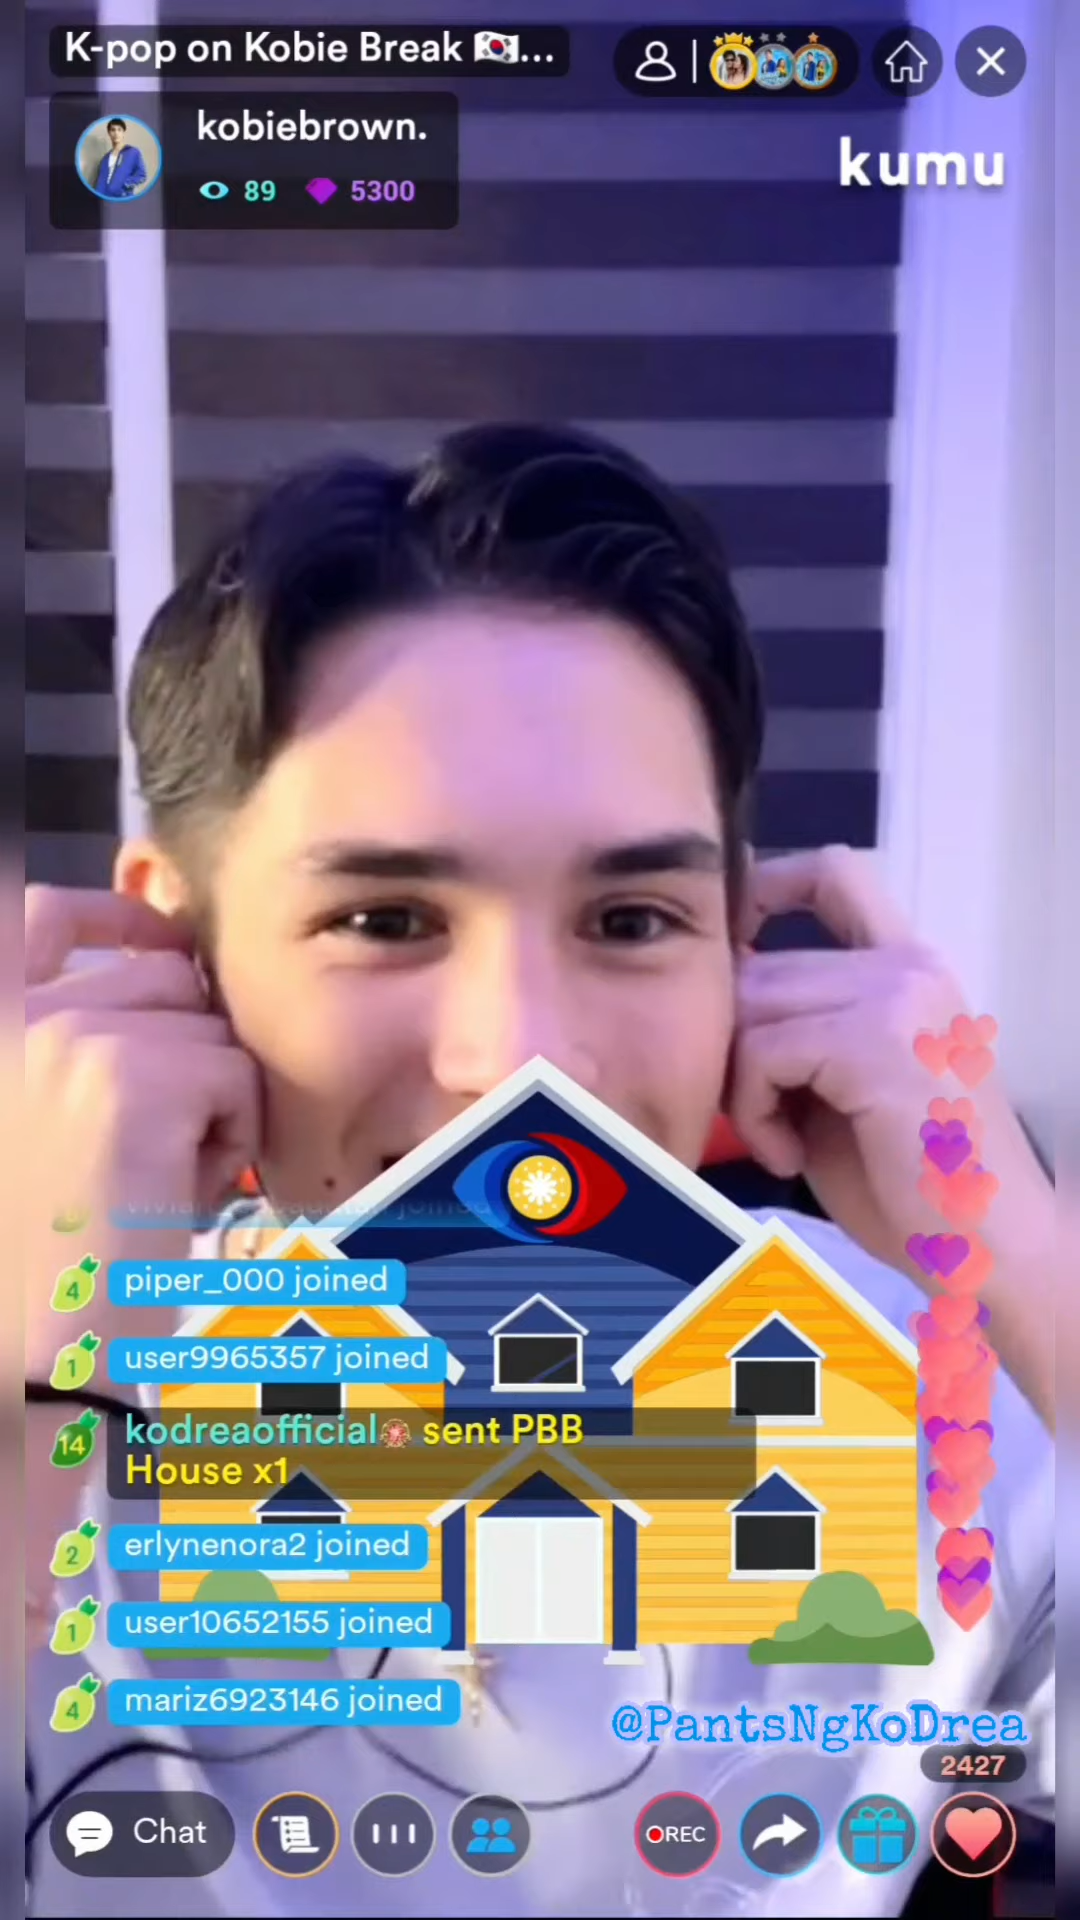 K-pop on Kobie Break 🇰🇷...
kobiebrown.
89 5300
kumu
joined
4 piper_000 joined
1 user9965357 joined
14 kodreaofficial sent PBB
House x1
2 erlynenora2 joined
1 user10652155 joined
4 mariz6923146 joined
@PantsNgKoDrea
2427
Chat
REC